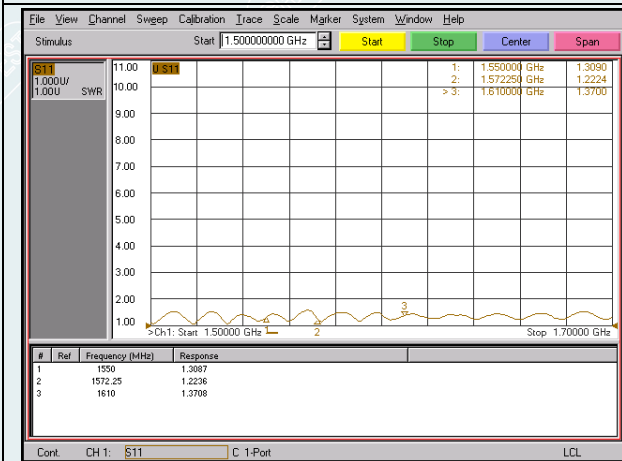 File View Channel Sweep Calibration Trace Scale Marker System Window Help
Stimulus Start 1.500000000 GHz Start Stop Center Span
S11
1.000U/
1.00U SWR
11.00
10.00
9.00
8.00
7.00
6.00
5.00
4.00
3.00
2.00
1.00
U S11
1: 1.550000 GHz 1.3090
2: 1.572250 GHz 1.2224
> 3: 1.610000 GHz 1.3700
3
1
2
>Ch1: Start 1.50000 GHz
Stop 1.70000 GHz
# Ref Frequency (MHz) Response
1 1550 1.3087
2 1572.25 1.2236
3 1610 1.3708
Cont. CH 1: S11 C 1-Port LCL